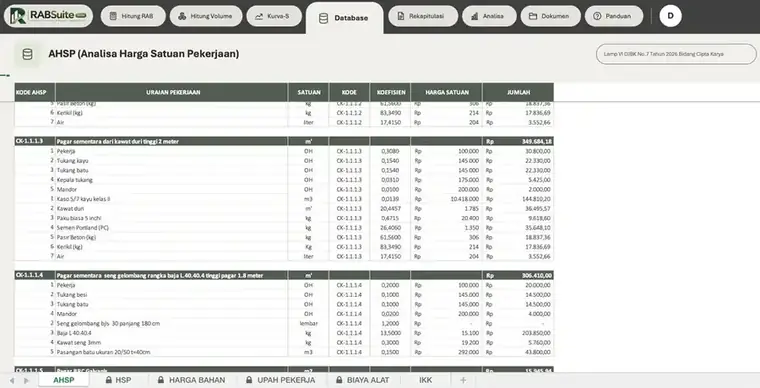 RABSuite
Hitung RAB
Hitung Volume
Kurva-S
Database
Rekapitulasi
Analisa
Dokumen
Panduan
D
AHSP (Analisa Harga Satuan Pekerjaan)
Lamp VI DJBK No.7 Tahun 2026 Bidang Cipta Karya
KODE AHSP URAIAN PEKERJAAN SATUAN KODE KOEFISIEN HARGA SATUAN JUMLAH
5 Pasir Beton (kg) kg CK-1.1.1.2 61,5600 Rp 306 Rp 18.837,36
6 Kerikil (kg) kg CK-1.1.1.2 83,3490 Rp 214 Rp 17.836,69
7 Air liter CK-1.1.1.2 17,4150 Rp 204 Rp 3.552,66
CK-1.1.1.3 Pagar sementara dari kawat duri tinggi 2 meter m' Rp 349.684,18
1 Pekerja OH CK-1.1.1.3 0,3080 Rp 100.000 Rp 30.800,00
2 Tukang kayu OH CK-1.1.1.3 0,1540 Rp 145.000 Rp 22.330,00
3 Tukang batu OH CK-1.1.1.3 0,1540 Rp 145.000 Rp 22.330,00
4 Kepala tukang OH CK-1.1.1.3 0,0310 Rp 175.000 Rp 5.425,00
5 Mandor OH CK-1.1.1.3 0,0100 Rp 200.000 Rp 2.000,00
1 Kaso 5/7 kayu kelas II m3 CK-1.1.1.3 0,0139 Rp 10.418.000 Rp 144.810,20
2 Kawat duri m' CK-1.1.1.3 20,4457 Rp 1.785 Rp 36.495,57
3 Paku biasa 5 inchi kg CK-1.1.1.3 0,4715 Rp 20.400 Rp 9.618,60
4 Semen Portland (PC) kg CK-1.1.1.3 26,4060 Rp 1.350 Rp 35.648,10
5 Pasir Beton (kg) kg CK-1.1.1.3 61,5600 Rp 306 Rp 18.837,36
6 Kerikil (kg) Kg CK-1.1.1.3 83,3490 Rp 214 Rp 17.836,69
7 Air liter CK-1.1.1.3 17,4150 Rp 204 Rp 3.552,66
CK-1.1.1.4 Pagar sementara seng gelombang rangka baja L.40.40.4 tinggi pagar 1.8 meter m' Rp 306.410,00
1 Pekerja OH CK-1.1.1.4 0,2000 Rp 100.000 Rp 20.000,00
2 Tukang besi OH CK-1.1.1.4 0,1000 Rp 145.000 Rp 14.500,00
3 Tukang batu OH CK-1.1.1.4 0,1000 Rp 145.000 Rp 14.500,00
4 Mandor OH CK-1.1.1.4 0,0200 Rp 200.000 Rp 4.000,00
2 Seng gelombang bjls 30 panjang 180 cm lembar CK-1.1.1.4 1,2000 Rp - Rp -
3 Baja L 40.40.4 kg CK-1.1.1.4 13,5000 Rp 15.100 Rp 203.850,00
4 Kawat seng 3mm kg CK-1.1.1.4 0,3000 Rp 19.200 Rp 5.760,00
5 Pasangan batu ukuran 20/50 t=40cm m3 CK-1.1.1.4 0,1500 Rp 292.000 Rp 43.800,00
AHSP
HSP
HARGA BAHAN
UPAH PEKERJA
BIAYA ALAT
IKK
+